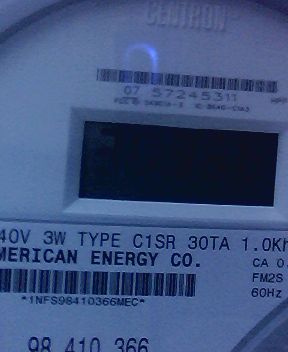 CENTRON
07 57245311
40V 3W TYPE C1SR 30TA 1.0Kh
MERICAN ENERGY CO.
CA 0.
FM2S
*1NFS98410366MEC*
60Hz
98 410 366